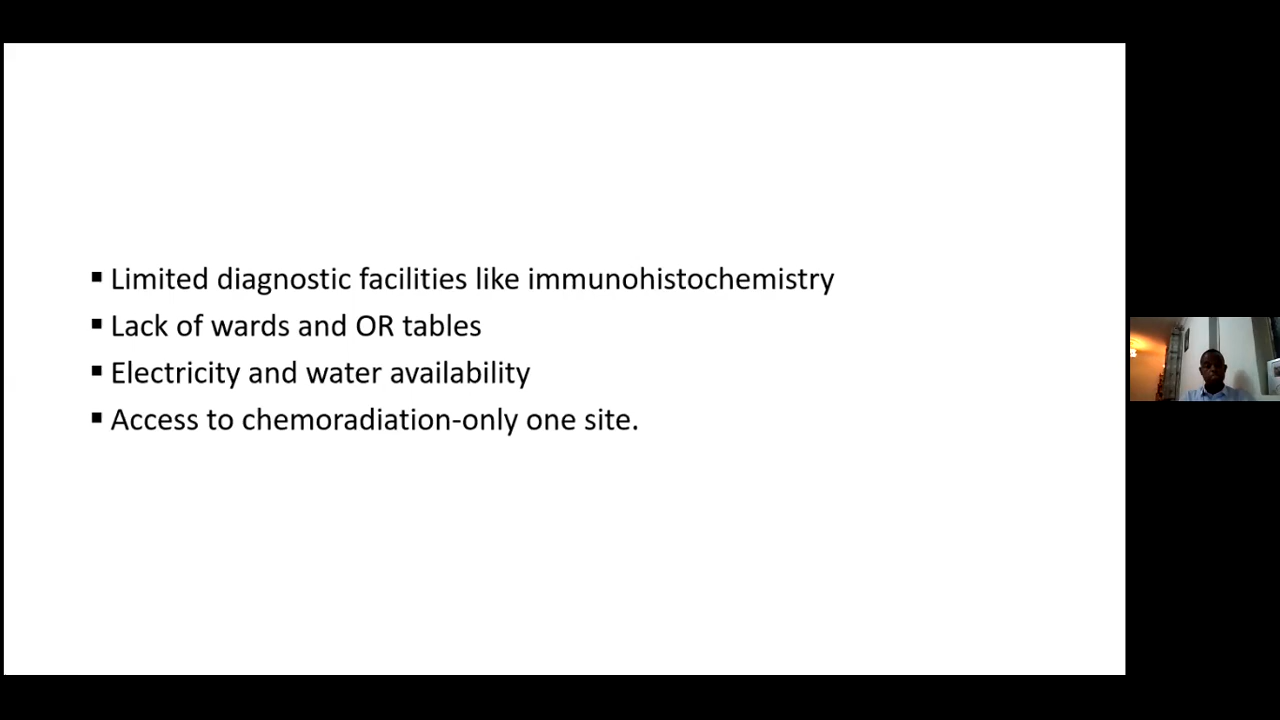 ▪ Limited diagnostic facilities like immunohistochemistry
▪ Lack of wards and OR tables
▪ Electricity and water availability
▪ Access to chemoradiation-only one site.